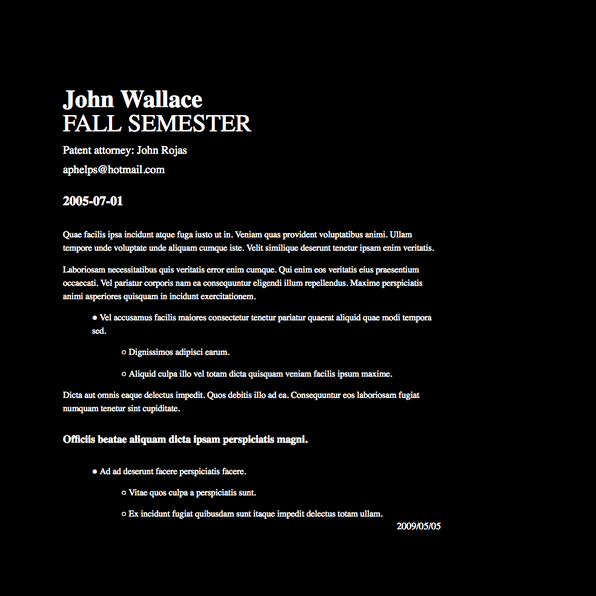 John Wallace
FALL SEMESTER
Patent attorney: John Rojas
aphelps@hotmail.com
2005-07-01
Quae facilis ipsa incidunt atque fuga iusto ut in. Veniam quas provident voluptatibus animi. Ullam
tempore unde voluptate unde aliquam cumque iste. Velit similique deserunt tenetur ipsam enim veritatis.
Laboriosam necessitatibus quis veritatis error enim cumque. Qui enim eos veritatis eius praesentium
occaecati. Vel pariatur corporis nam ea consequuntur eligendi illum repellendus. Maxime perspiciatis
animi asperiores quisquam in incidunt exercitationem.
● Vel accusamus facilis maiores consectetur tenetur pariatur quaerat aliquid quae modi tempora
sed.
○ Dignissimos adipisci earum.
○ Aliquid culpa illo vel totam dicta quisquam veniam facilis ipsum maxime.
Dicta aut omnis eaque delectus impedit. Quos debitis illo ad ea. Consequuntur eos laboriosam fugiat
numquam tenetur sint cupiditate.
Officiis beatae aliquam dicta ipsam perspiciatis magni.
● Ad ad deserunt facere perspiciatis facere.
○ Vitae quos culpa a perspiciatis sunt.
○ Ex incidunt fugiat quibusdam sunt itaque impedit delectus totam ullam.
2009/05/05